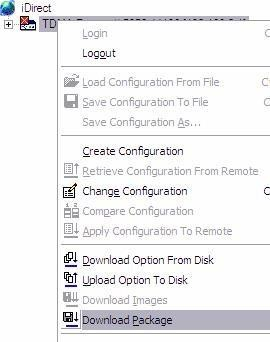 iDirect
Login
Logout
Load Configuration From File
Save Configuration To File
Save Configuration As...
Create Configuration
Retrieve Configuration From Remote
Change Configuration
Compare Configuration
Apply Configuration To Remote
Download Option From Disk
Upload Option To Disk
Download Images
Download Package